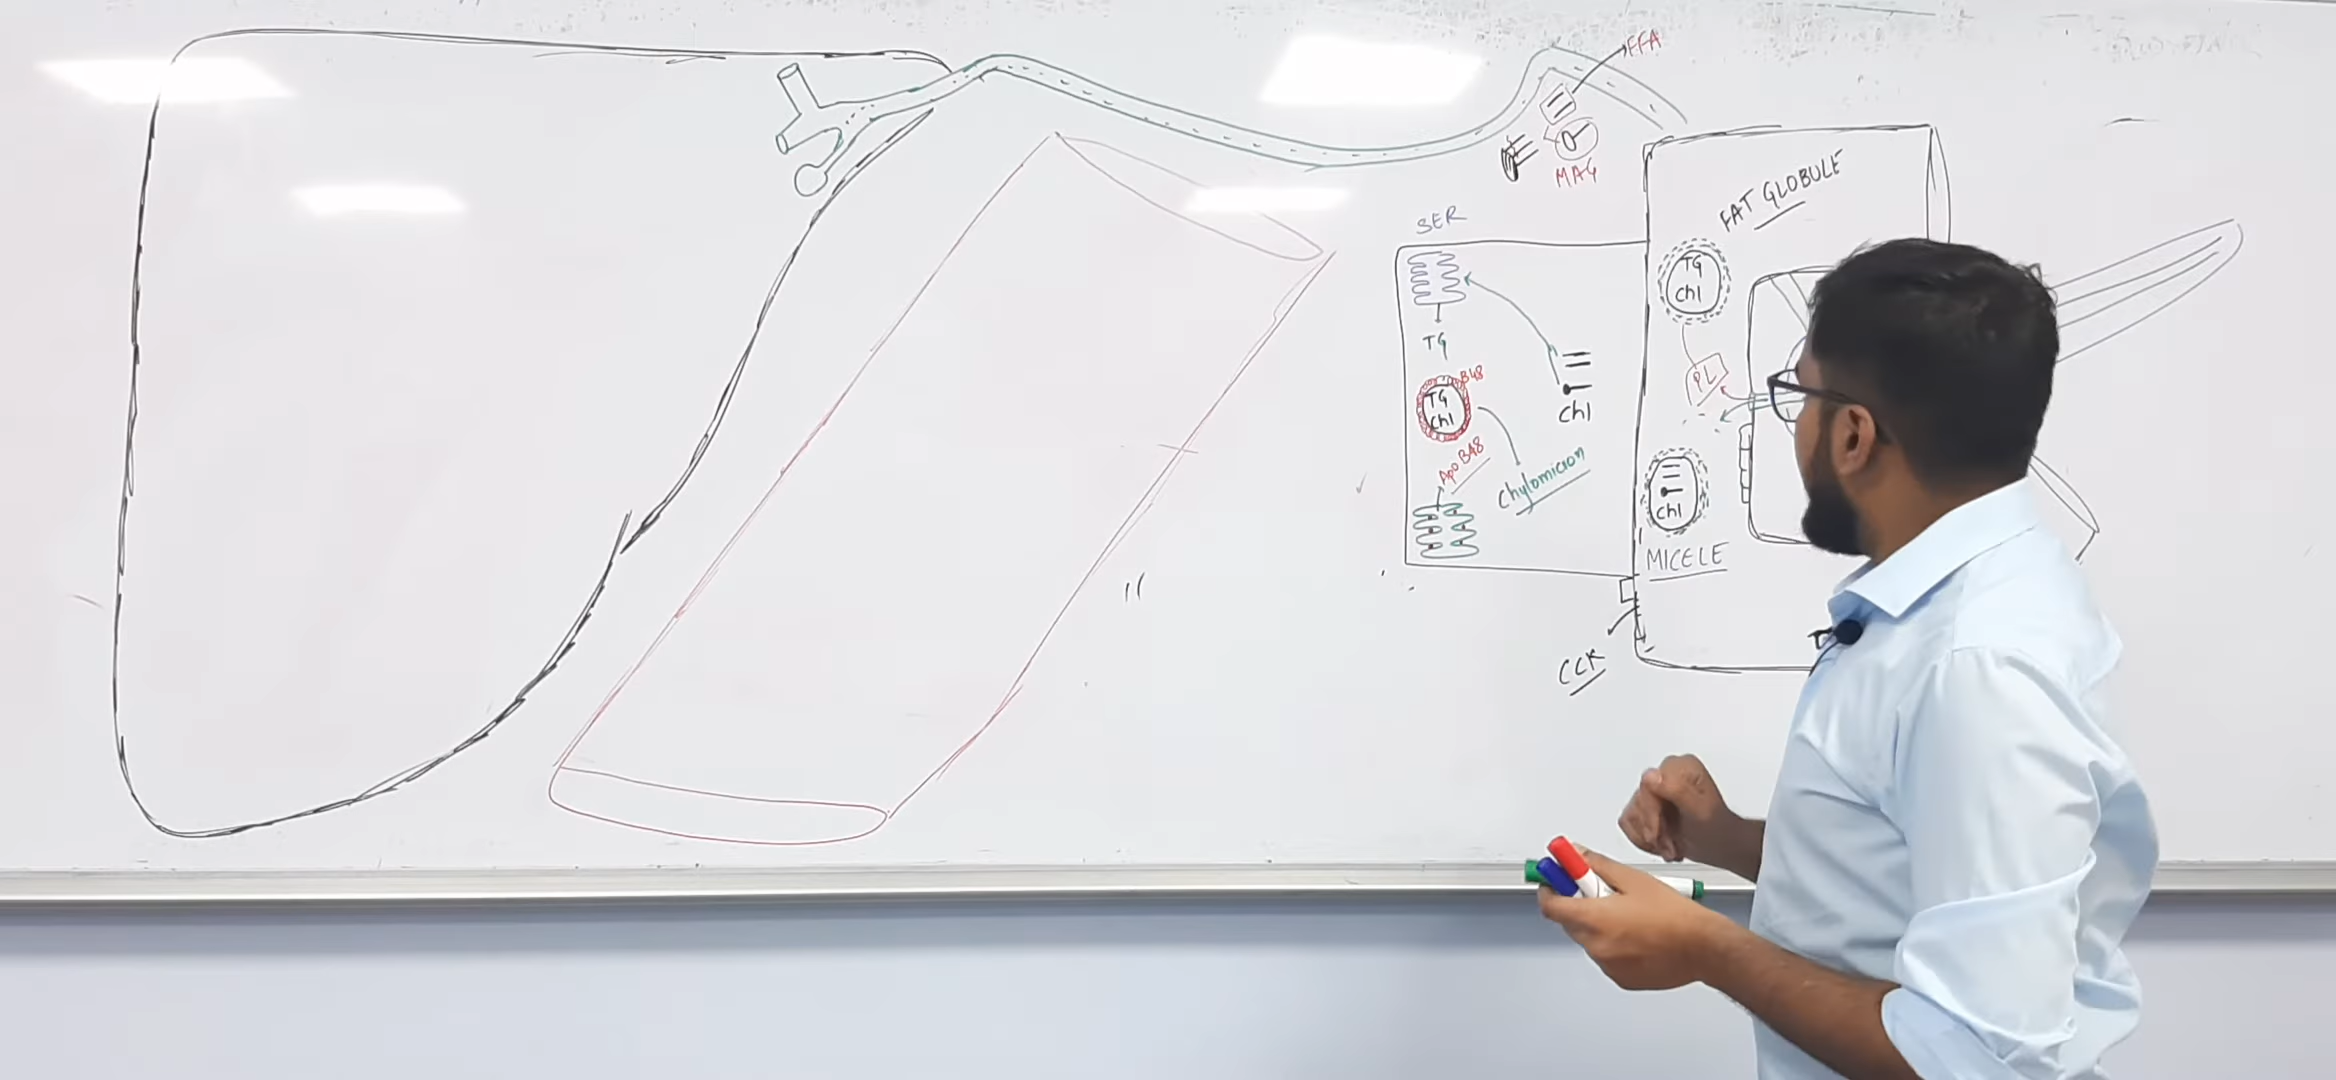 FFA
MAG
FAT GLOBULE
SER
TG
Chl
TG
B48
TG
Chl
PL
Chl
Apo B48
Chylomicron
Chl
MICELE
CCK